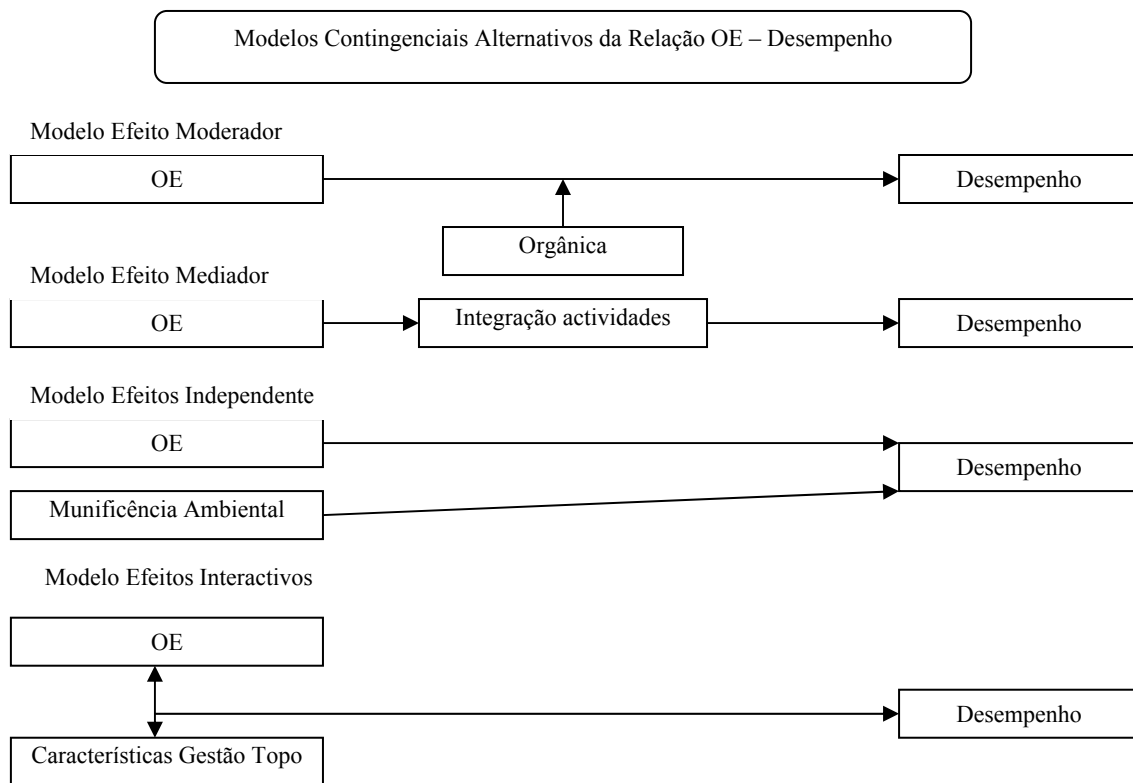 Modelos Contingenciais Alternativos da Relação OE – Desempenho
Modelo Efeito Moderador
OE
Desempenho
Orgânica
Modelo Efeito Mediador
OE
Integração actividades
Desempenho
Modelo Efeitos Independente
OE
Desempenho
Munificência Ambiental
Modelo Efeitos Interactivos
OE
Desempenho
Característícas Gestão Topo